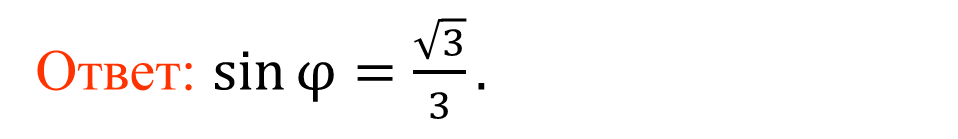 Ответ: sin φ = √3/3.